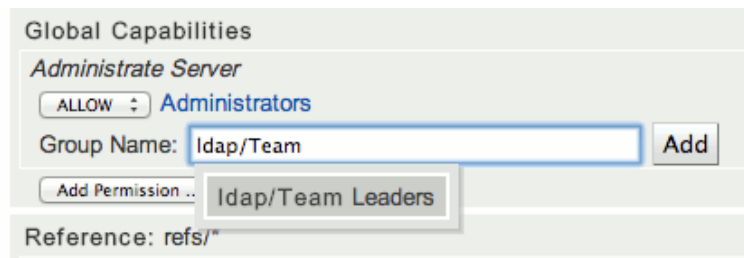 Global Capabilities
Administrate Server
ALLOW Administrators
Group Name: ldap/Team Add
Add Permission ..
ldap/Team Leaders
Reference: refs/*